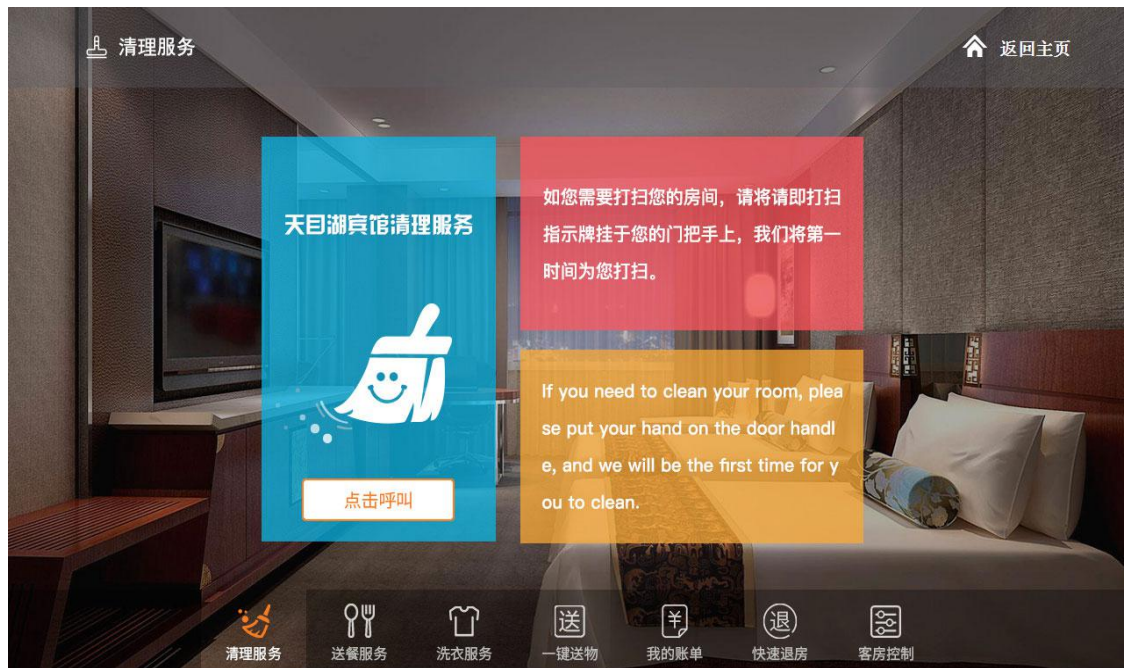 清理服务
返回主页
天目湖宾馆清理服务
点击呼叫
如您需要打扫您的房间，请将请即打扫
指示牌挂于您的门把手上，我们将第一
时间为您打扫。
If you need to clean your room, plea
se put your hand on the door handl
e, and we will be the first time for y
ou to clean.
清理服务
送餐服务
洗衣服务
送
一键送物
我的账单
退
快速退房
客房控制